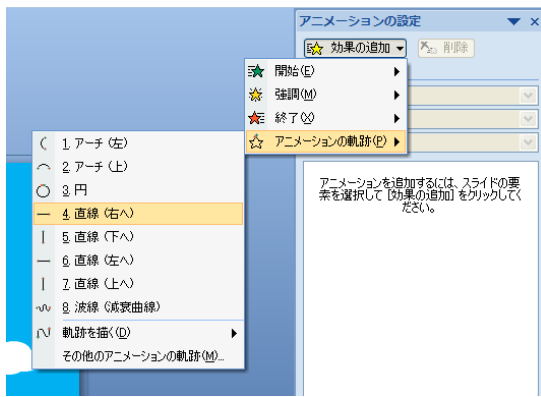 アニメーションの設定
効果の追加
削除
開始(E)
強調(M)
終了(X)
アニメーションの軌跡(P)
1 アーチ (左)
2 アーチ (上)
3 円
4 直線 (右へ)
5 直線 (下へ)
6 直線 (左へ)
7 直線 (上へ)
8 波線 (減衰曲線)
軌跡を描く(D)
その他のアニメーションの軌跡(M)...
アニメーションを追加するには、スライドの要
素を選択して [効果の追加] をクリックしてく
ださい。